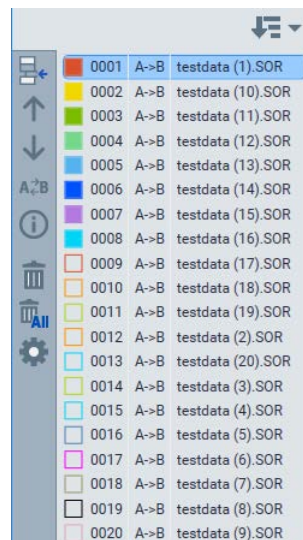 0001 A->B testdata (1).SOR
0002 A->B testdata (10).SOR
0003 A->B testdata (11).SOR
0004 A->B testdata (12).SOR
0005 A->B testdata (13).SOR
0006 A->B testdata (14).SOR
0007 A->B testdata (15).SOR
0008 A->B testdata (16).SOR
0009 A->B testdata (17).SOR
0010 A->B testdata (18).SOR
0011 A->B testdata (19).SOR
0012 A->B testdata (2).SOR
0013 A->B testdata (20).SOR
0014 A->B testdata (3).SOR
0015 A->B testdata (4).SOR
0016 A->B testdata (5).SOR
0017 A->B testdata (6).SOR
0018 A->B testdata (7).SOR
0019 A->B testdata (8).SOR
0020 A->B testdata (9).SOR
A⇄B
All